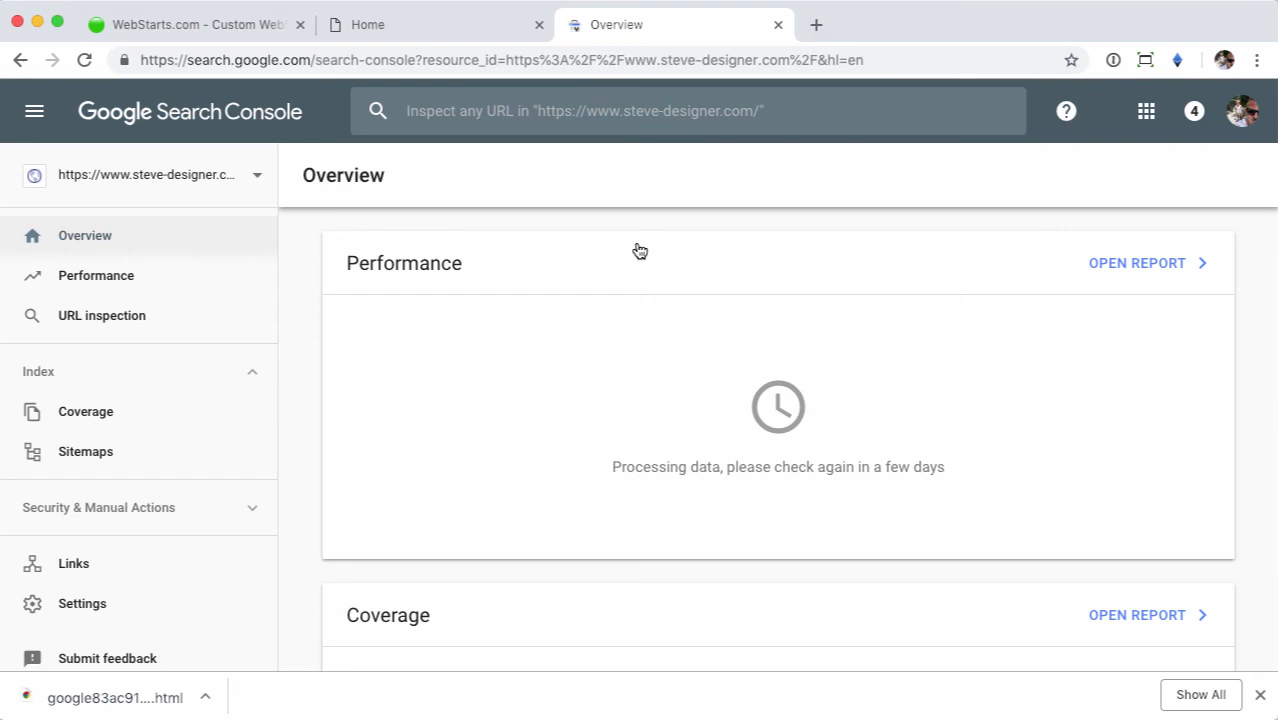 WebStarts.com - Custom Web
Home
Overview
https://search.google.com/search-console?resource_id=https%3A%2F%2Fwww.steve-designer.com%2F&hl=en
Google Search Console
Inspect any URL in "https://www.steve-designer.com/"
4
https://www.steve-designer.c...
Overview
Overview
Performance
URL inspection
Index
Coverage
Sitemaps
Security & Manual Actions
Links
Settings
Submit feedback
Performance
OPEN REPORT
Processing data, please check again in a few days
Coverage
OPEN REPORT
google83ac91....html
Show All